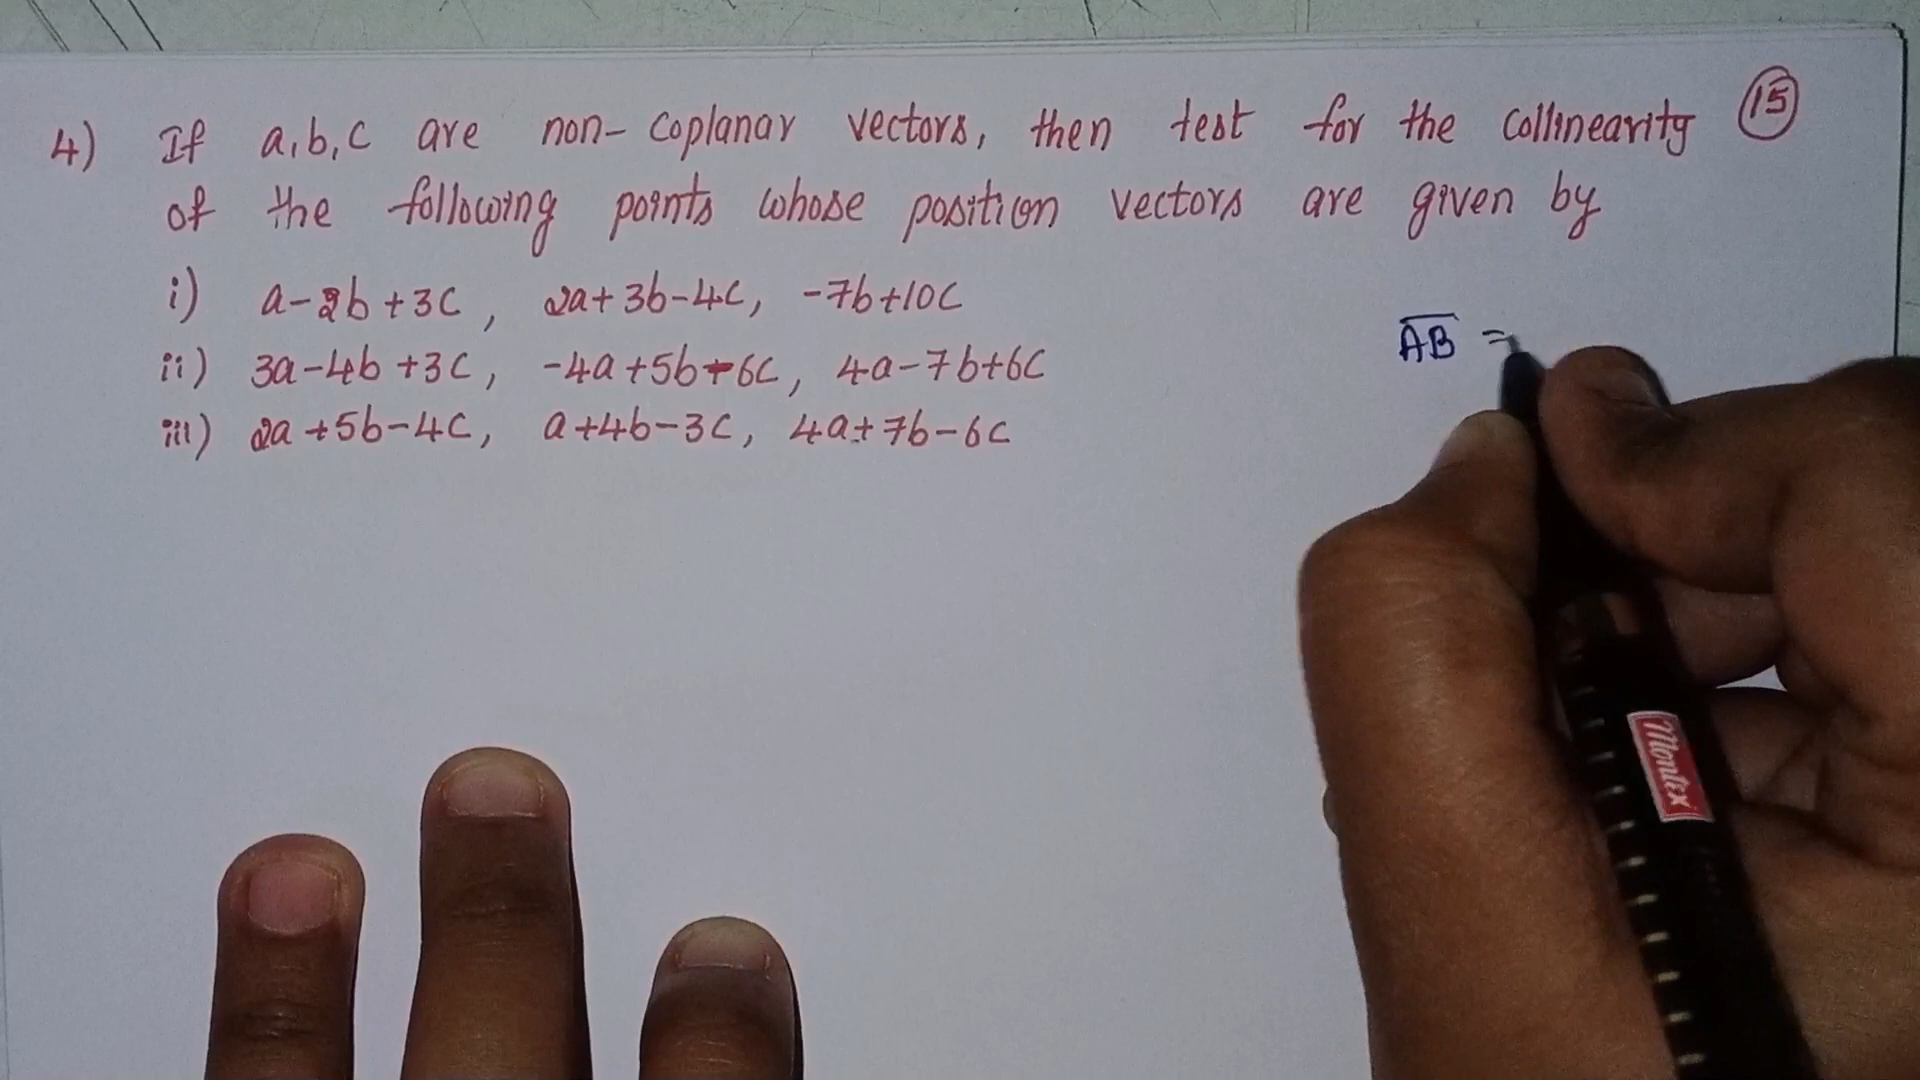 4) If a,b,c are non-coplanar vectors, then test for the collinearity 15
of the following points whose position vectors are given by
i) a-2b+3c, 2a+3b-4c, -7b+10c
ii) 3a-4b+3c, -4a+5b-6c, 4a-7b+6c
iii) 2a+5b-4c, a+4b-3c, 4a+7b-6c
AB =
Montex